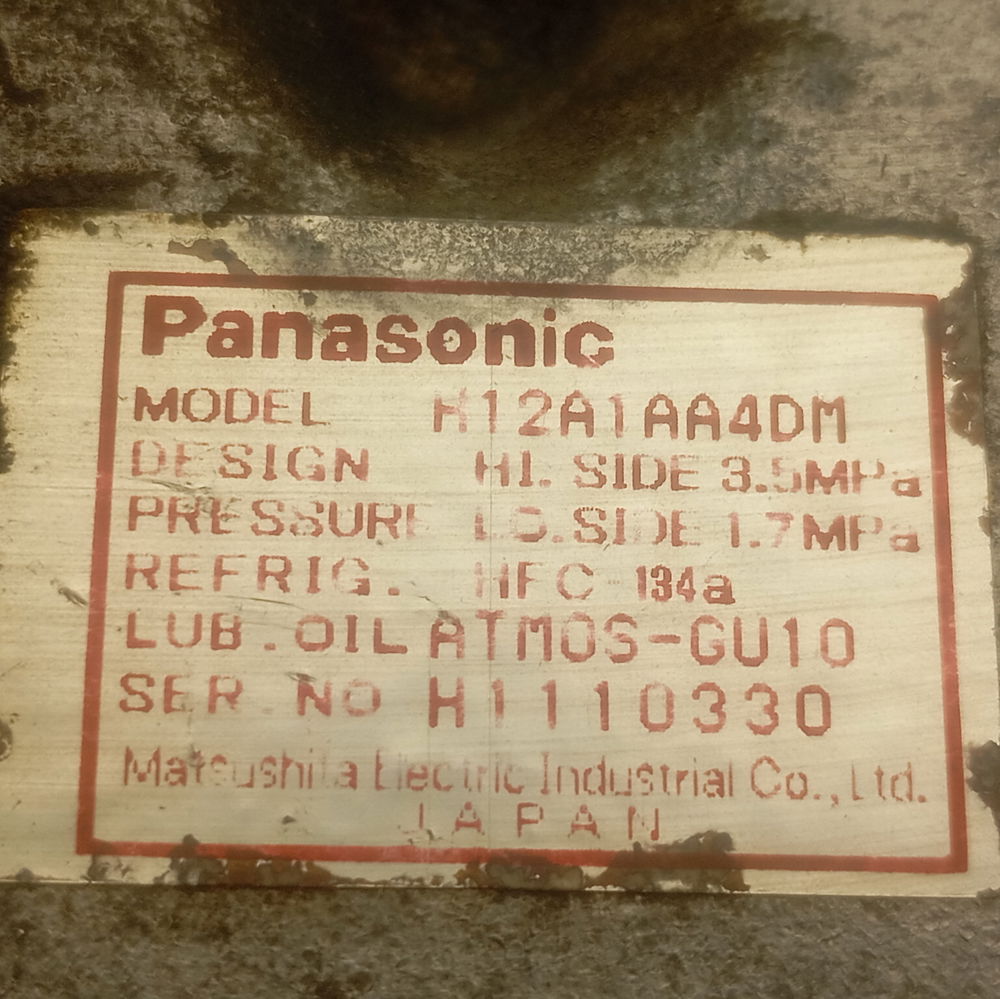 Panasonic
MODEL H12A1AA4DM
DESIGN HI. SIDE 3.5MPa
PRESSURE LO.SIDE 1.7MPa
REFRIG. HFC-134a
LUB.OIL ATMOS-GU10
SER.NO H1110330
Matsushita Electric Industrial Co., Ltd.
JAPAN